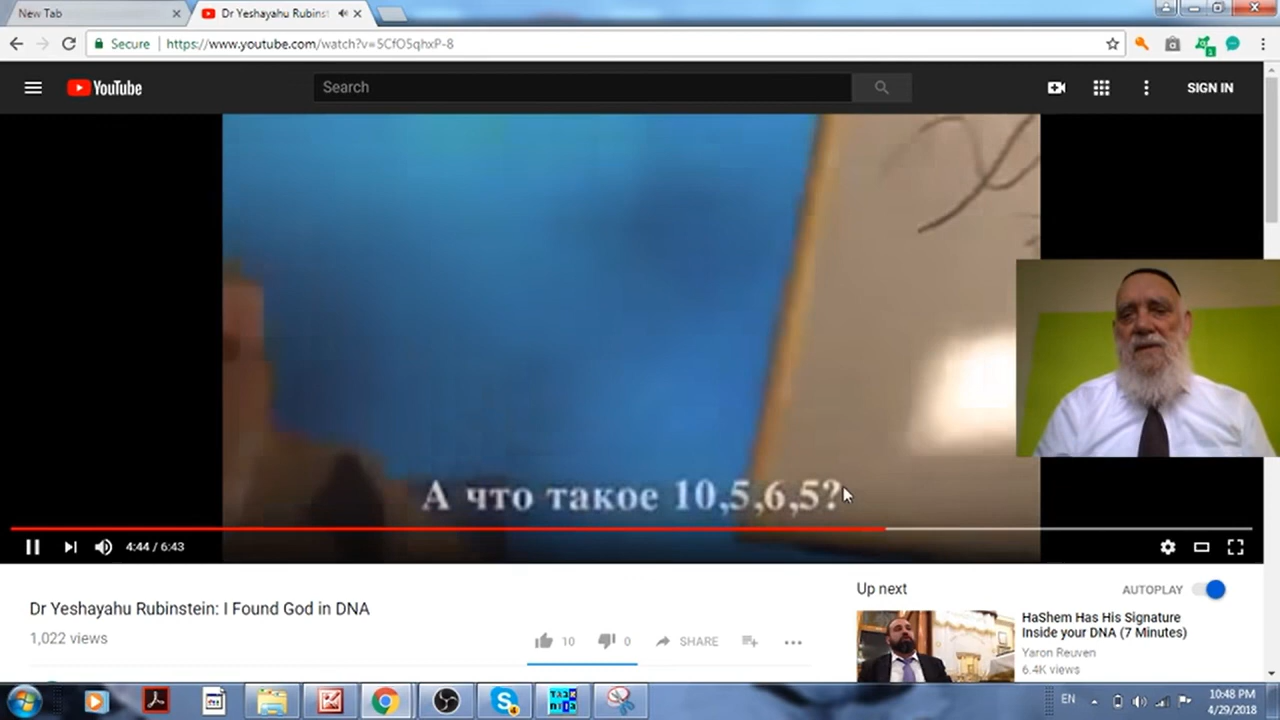 New Tab
Dr Yeshayahu Rubins
Secure
https://www.youtube.com/watch?v=5CfO5qhxP-8
YouTube
Search
SIGN IN
А что такое 10,5,6,5?
4:44 / 6:43
Dr Yeshayahu Rubinstein: I Found God in DNA
1,022 views
10
0
SHARE
Up next
AUTOPLAY
HaShem Has His Signature
Inside your DNA (7 Minutes)
Yaron Reuven
6.4K views
EN
10:48 PM
4/29/2018